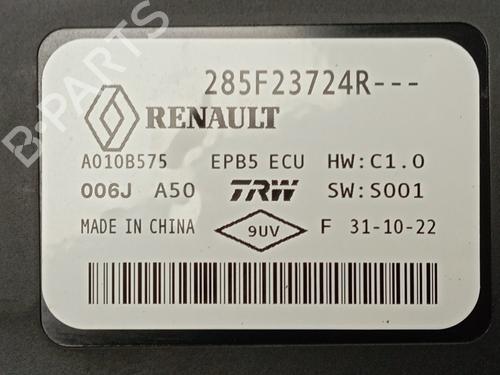 285F23724R---
RENAULT
A010B575 EPB5 ECU HW:C1.0
006J A50 TRW SW:S001
MADE IN CHINA 9UV F 31-10-22
B-PARTS